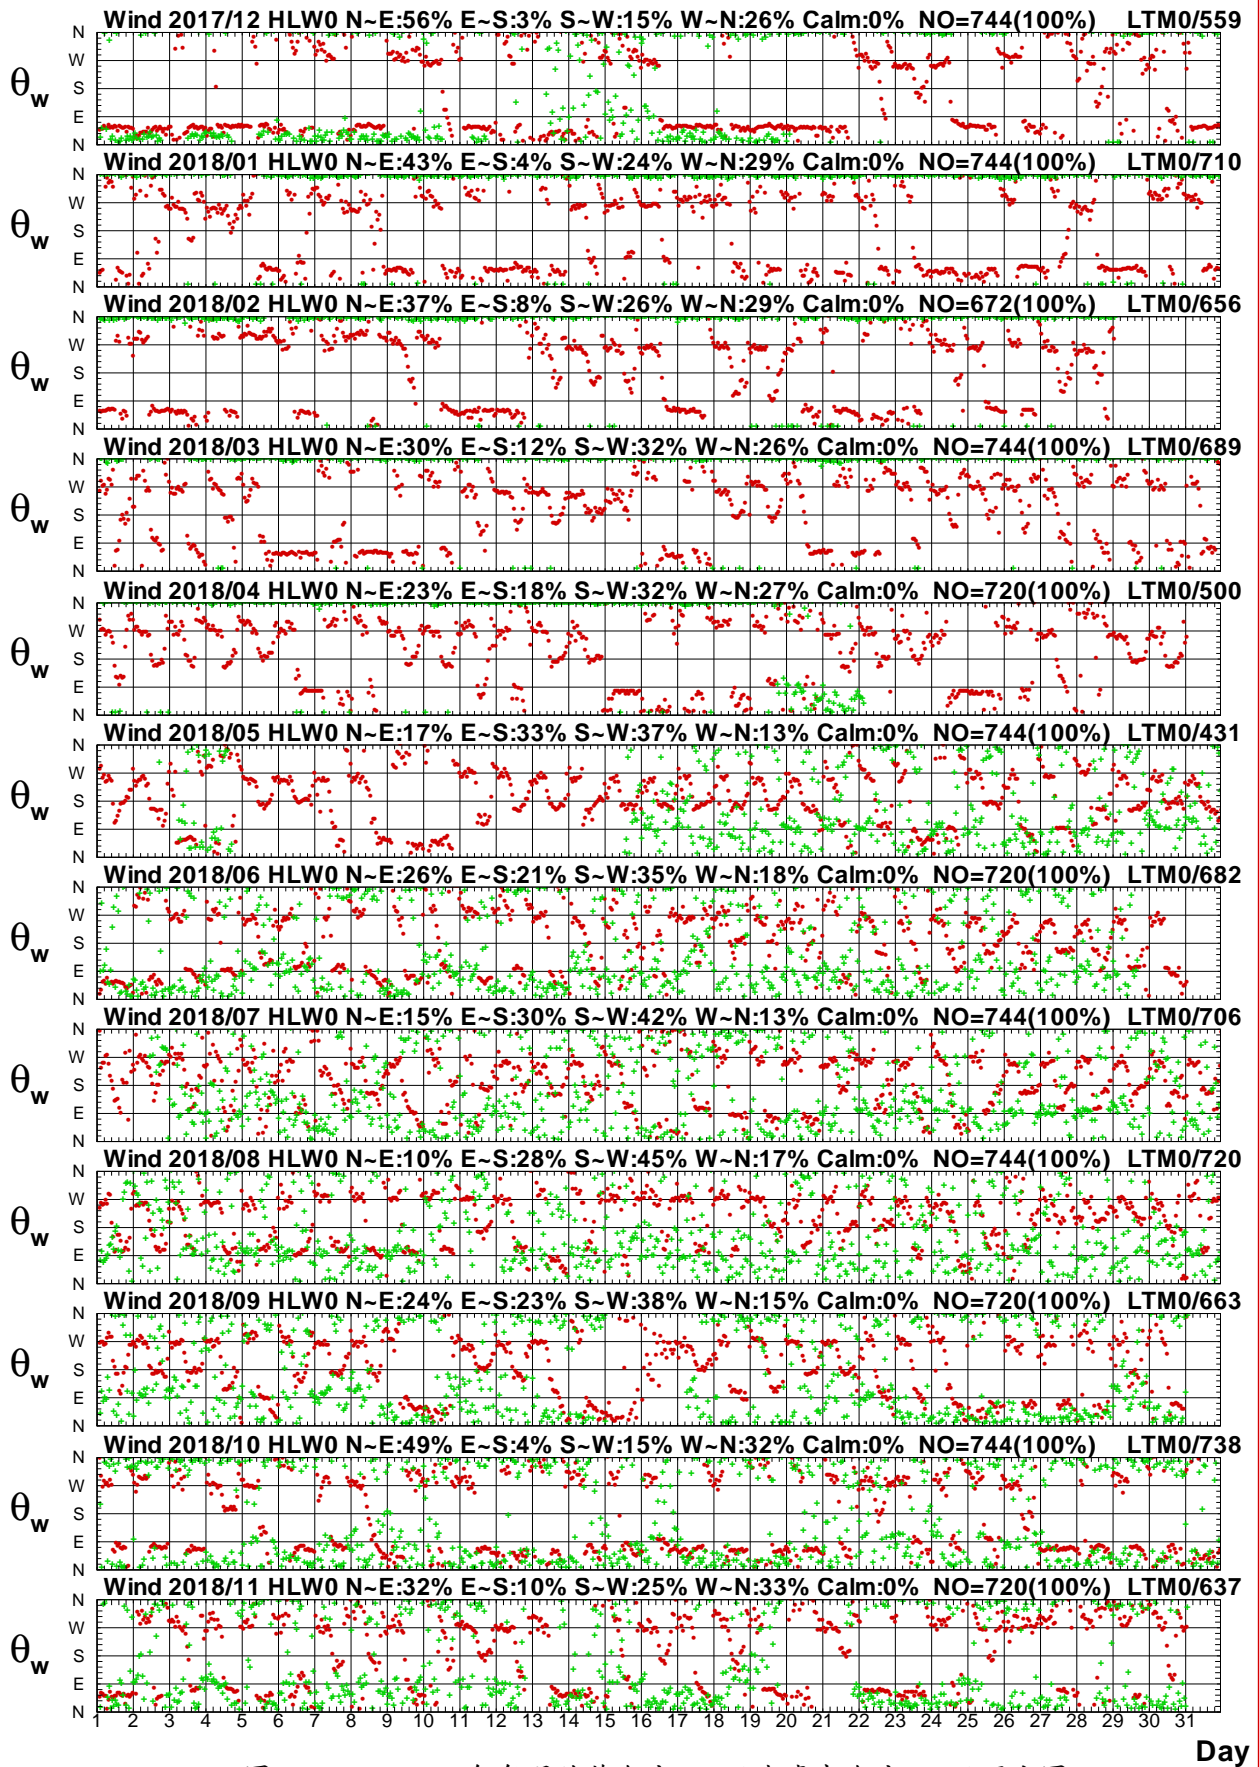 Wind 2017/12 HLW0 N~E:56% E~S:3% S~W:15% W~N:26% Calm:0% NO=744(100%) LTM0/559
N
W
θw
S
E
N
Wind 2018/01 HLW0 N~E:43% E~S:4% S~W:24% W~N:29% Calm:0% NO=744(100%) LTM0/710
N
W
θw
S
E
N
Wind 2018/02 HLW0 N~E:37% E~S:8% S~W:26% W~N:29% Calm:0% NO=672(100%) LTM0/656
N
W
θw
S
E
N
Wind 2018/03 HLW0 N~E:30% E~S:12% S~W:32% W~N:26% Calm:0% NO=744(100%) LTM0/689
N
W
θw
S
E
N
Wind 2018/04 HLW0 N~E:23% E~S:18% S~W:32% W~N:27% Calm:0% NO=720(100%) LTM0/500
N
W
θw
S
E
N
Wind 2018/05 HLW0 N~E:17% E~S:33% S~W:37% W~N:13% Calm:0% NO=744(100%) LTM0/431
N
W
θw
S
E
N
Wind 2018/06 HLW0 N~E:26% E~S:21% S~W:35% W~N:18% Calm:0% NO=720(100%) LTM0/682
N
W
θw
S
E
N
Wind 2018/07 HLW0 N~E:15% E~S:30% S~W:42% W~N:13% Calm:0% NO=744(100%) LTM0/706
N
W
θw
S
E
N
Wind 2018/08 HLW0 N~E:10% E~S:28% S~W:45% W~N:17% Calm:0% NO=744(100%) LTM0/720
N
W
θw
S
E
N
Wind 2018/09 HLW0 N~E:24% E~S:23% S~W:38% W~N:15% Calm:0% NO=720(100%) LTM0/663
N
W
θw
S
E
N
Wind 2018/10 HLW0 N~E:49% E~S:4% S~W:15% W~N:32% Calm:0% NO=744(100%) LTM0/738
N
W
θw
S
E
N
Wind 2018/11 HLW0 N~E:32% E~S:10% S~W:25% W~N:33% Calm:0% NO=720(100%) LTM0/637
N
W
θw
S
E
N
1 2 3 4 5 6 7 8 9 10 11 12 13 14 15 16 17 18 19 20 21 22 23 24 25 26 27 28 29 30 31
Day